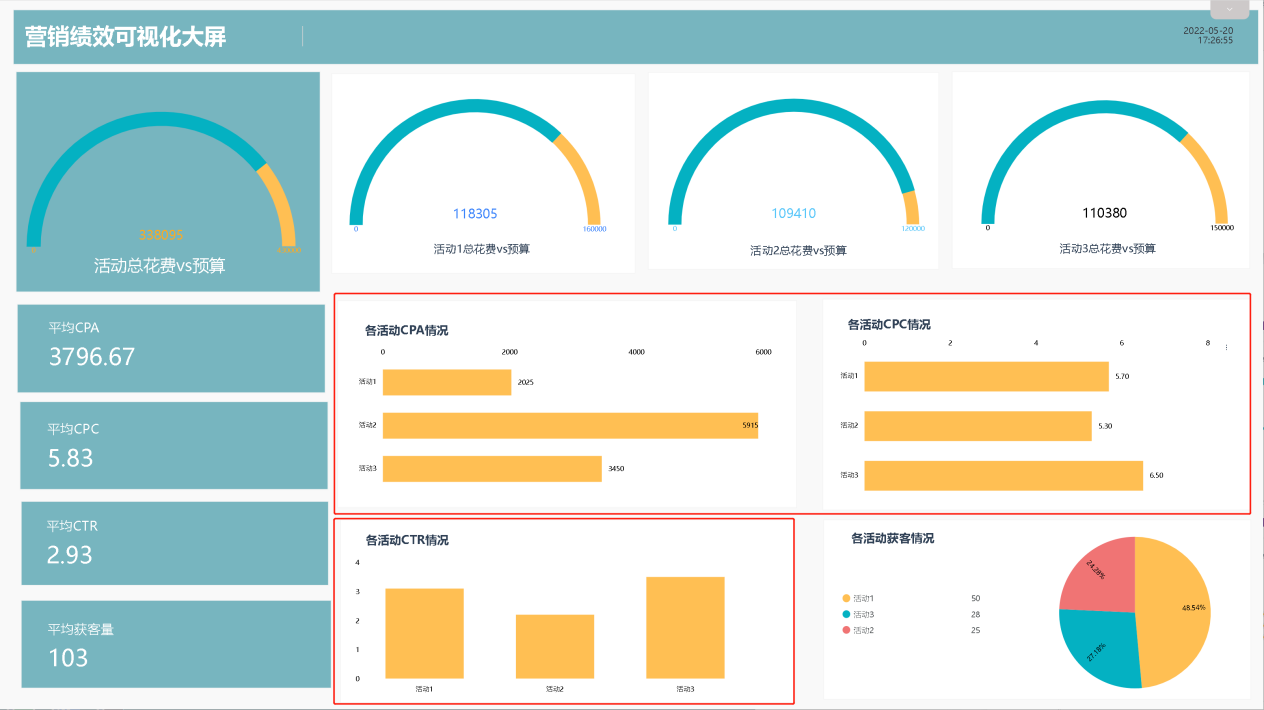 营销绩效可视化大屏
2022-05-20
17:26:55
338095
0
活动总花费vs预算
118305
0
160000
活动1总花费vs预算
109410
0
120000
活动2总花费vs预算
110380
0
150000
活动3总花费vs预算
平均CPA
3796.67
平均CPC
5.83
平均CTR
2.93
平均获客量
103
各活动CPA情况
0 2000 4000 6000
活动1 2025
活动2 5915
活动3 3450
各活动CPC情况
0 2 4 6 8
活动1 5.70
活动2 5.30
活动3 6.50
各活动CTR情况
4
3
2
1
0
活动1 活动2 活动3
各活动获客情况
活动1 50
活动3 28
活动2 25
24.28%
48.54%
27.18%